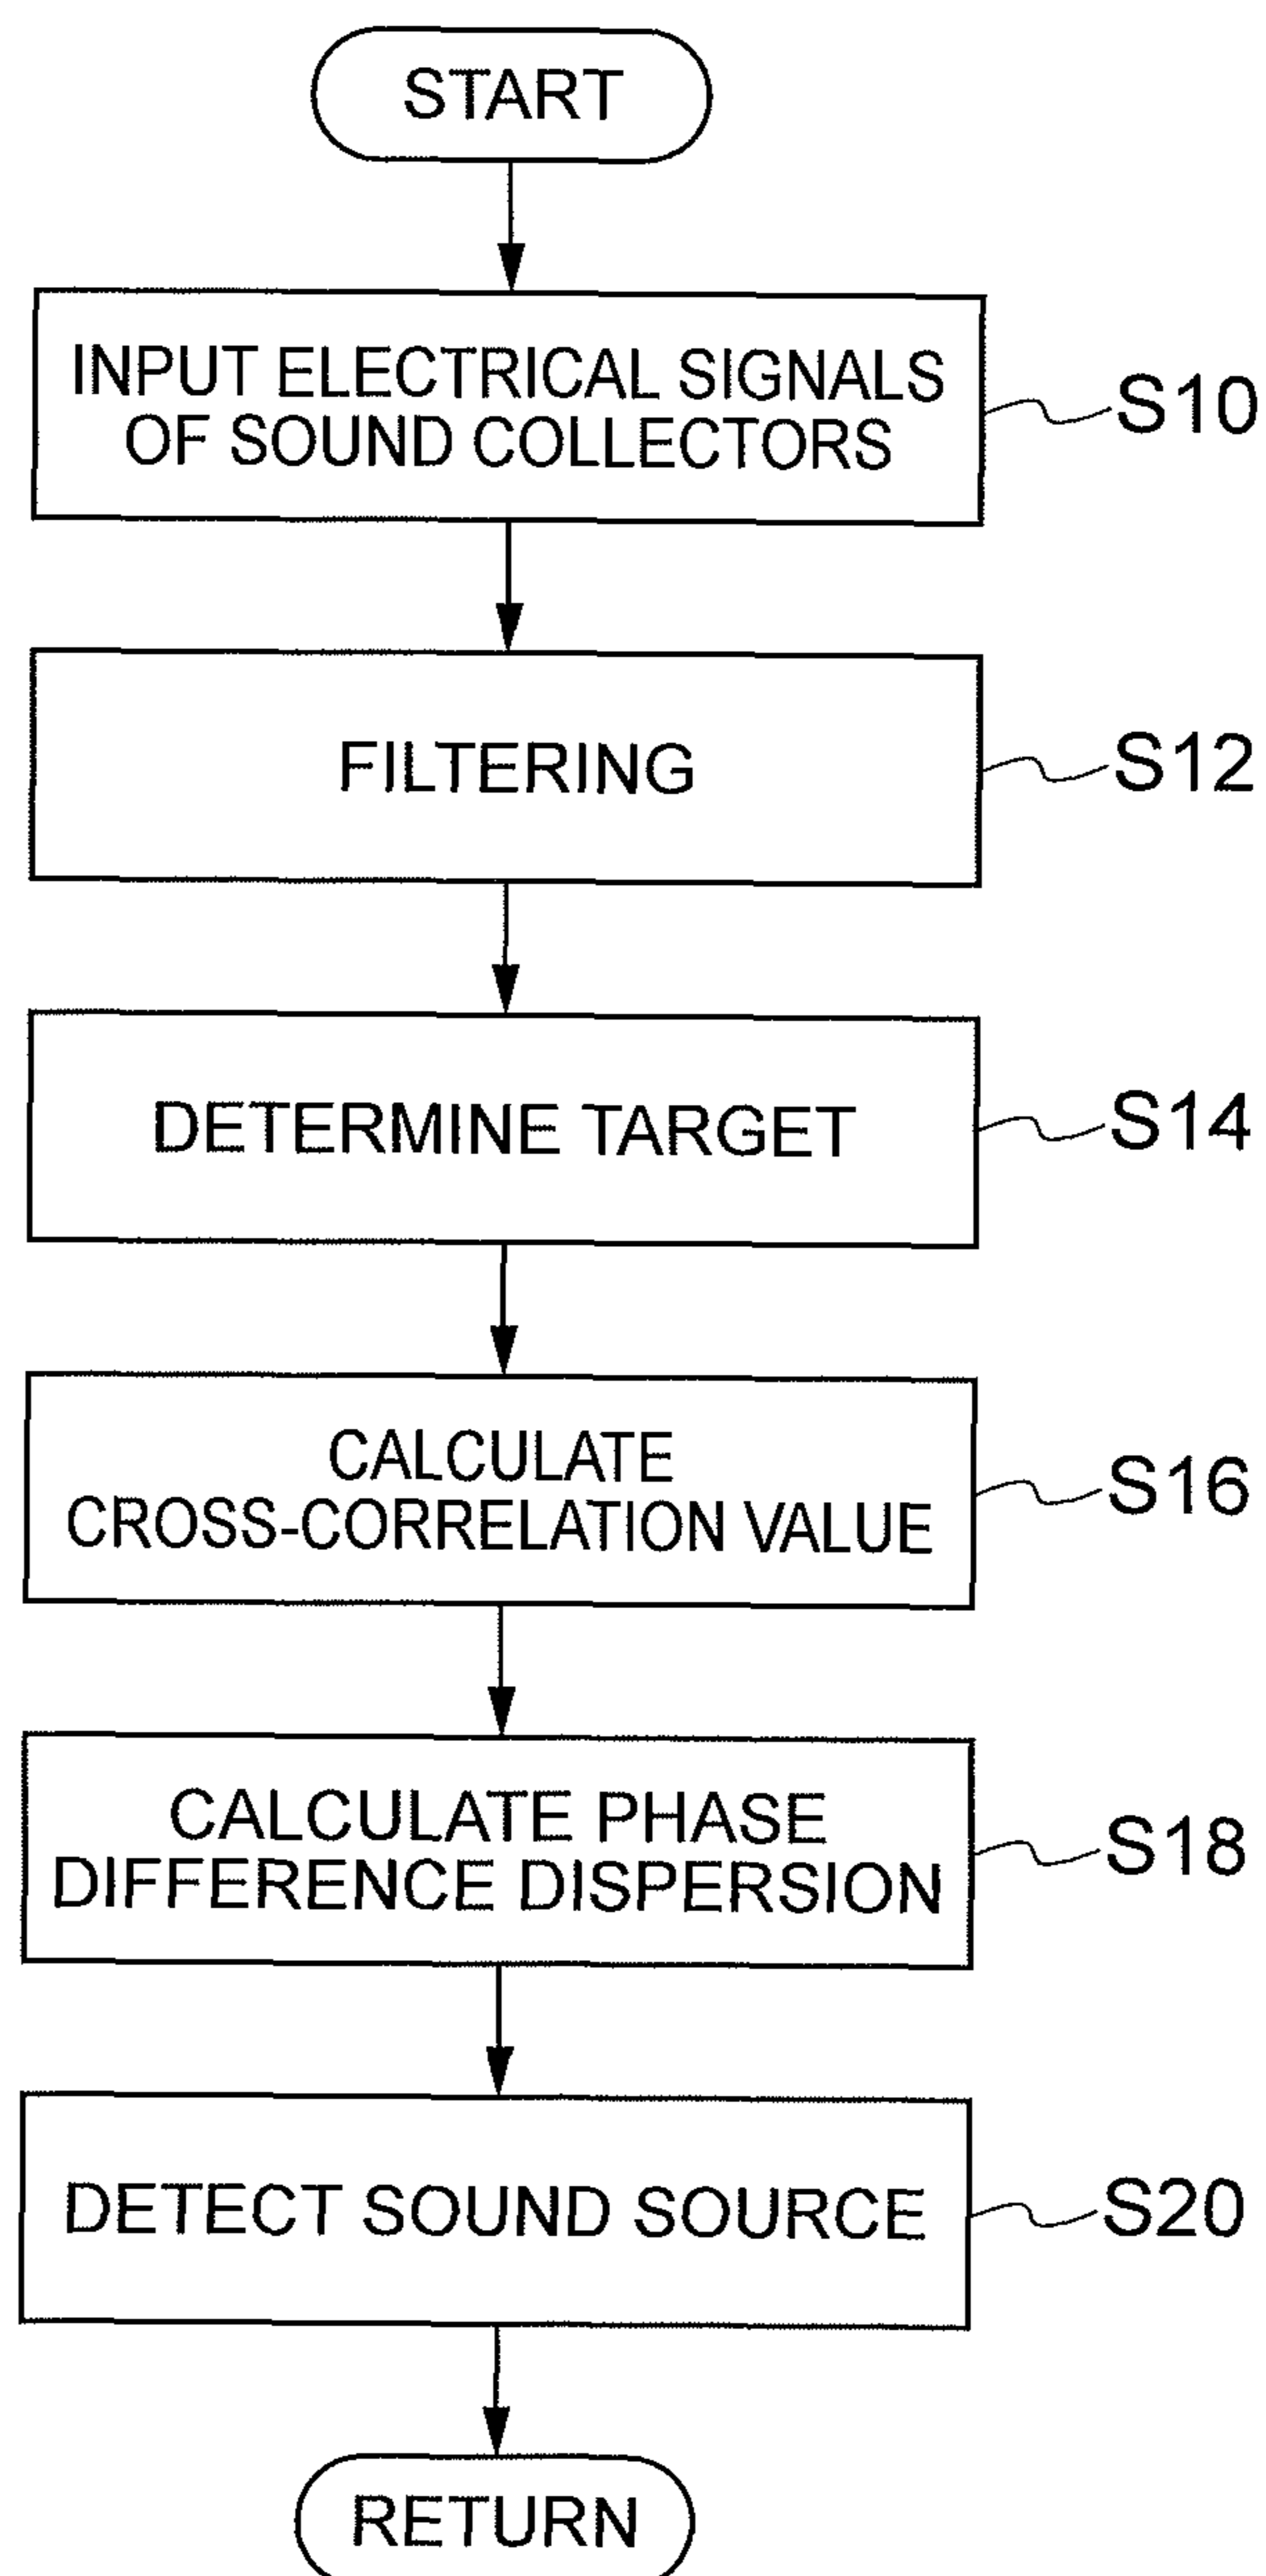 START
INPUT ELECTRICAL SIGNALS
OF SOUND COLLECTORS
S10
FILTERING
S12
DETERMINE TARGET
S14
CALCULATE
CROSS-CORRELATION VALUE
S16
CALCULATE PHASE
DIFFERENCE DISPERSION
S18
DETECT SOUND SOURCE
S20
RETURN